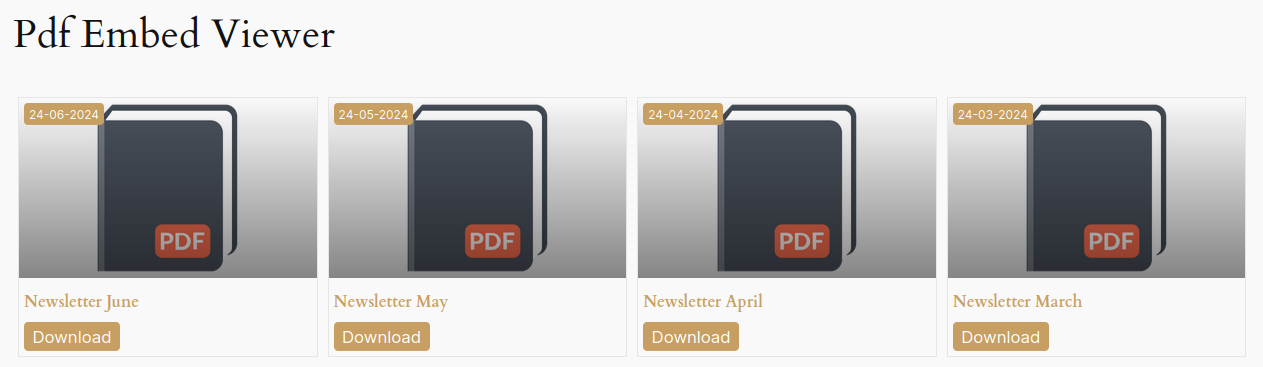 Pdf Embed Viewer
24-06-2024
PDF
Newsletter June
Download
24-05-2024
PDF
Newsletter May
Download
24-04-2024
PDF
Newsletter April
Download
24-03-2024
PDF
Newsletter March
Download